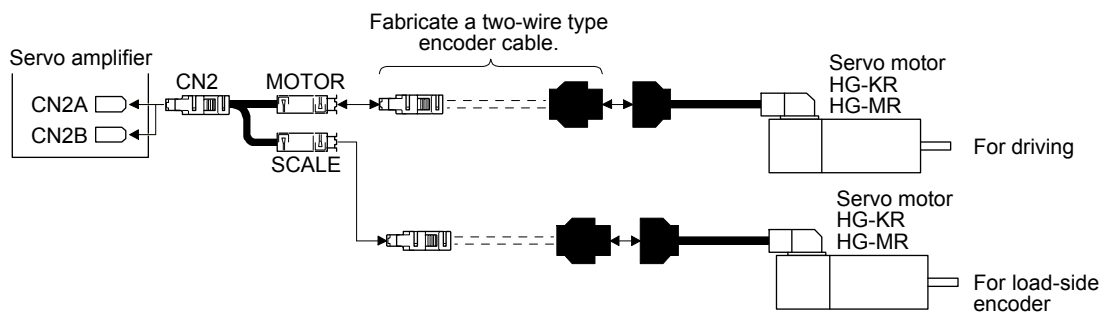 Fabricate a two-wire type
encoder cable.
Servo amplifier
CN2
MOTOR
CN2A
CN2B
SCALE
Servo motor
HG-KR
HG-MR
For driving
Servo motor
HG-KR
HG-MR
For load-side
encoder